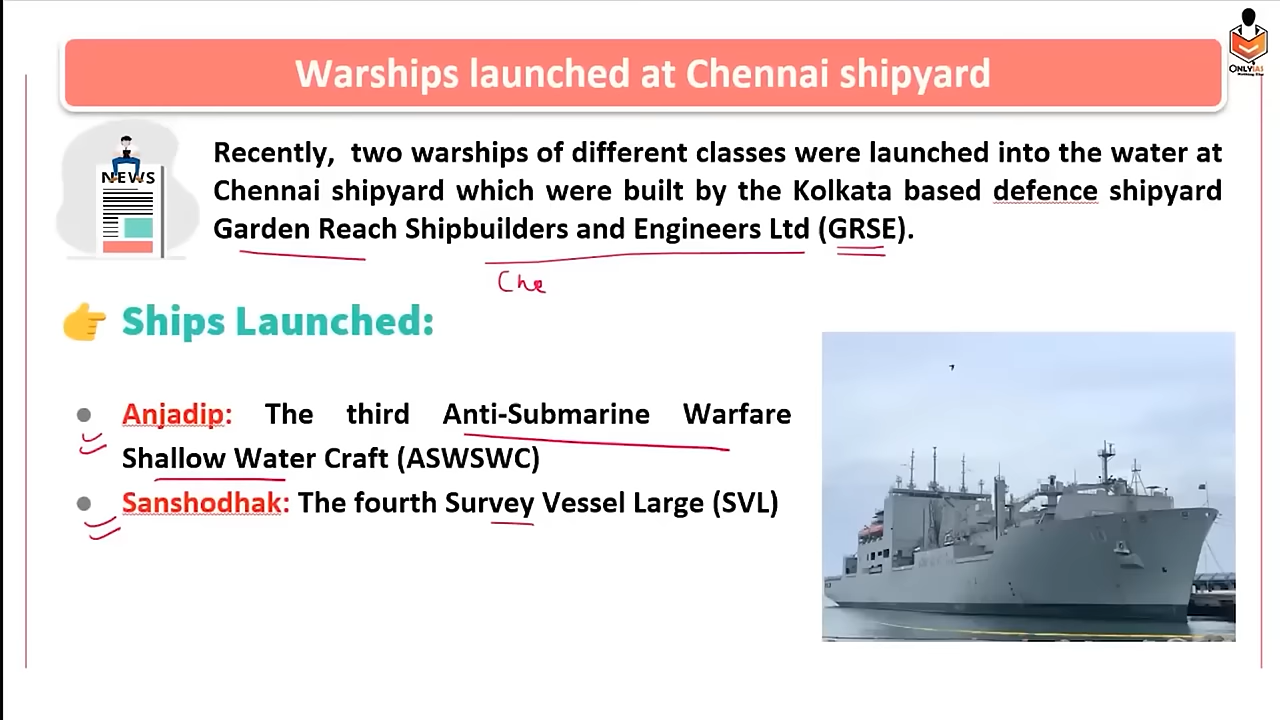 ONLYIAS
Warships launched at Chennai shipyard
NEWS
Recently, two warships of different classes were launched into the water at
Chennai shipyard which were built by the Kolkata based defence shipyard
Garden Reach Shipbuilders and Engineers Ltd (GRSE).
Che
Ships Launched:
Anjadip: The third Anti-Submarine Warfare
Shallow Water Craft (ASWSWC)
Sanshodhak: The fourth Survey Vessel Large (SVL)